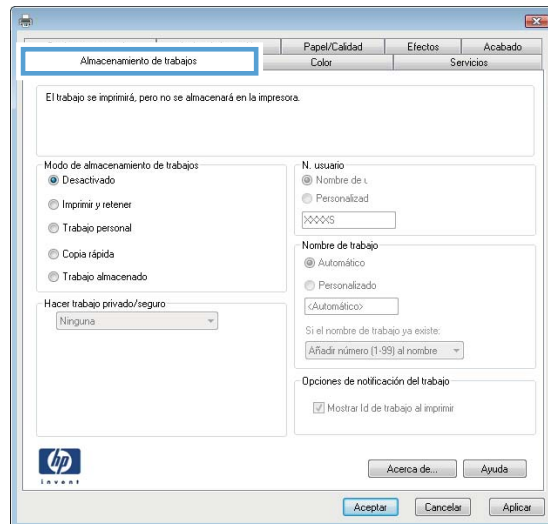 Papel/Calidad Efectos Acabado
Almacenamiento de trabajos Color Servicios
El trabajo se imprimirá, pero no se almacenará en la impresora.
Modo de almacenamiento de trabajos
Desactivado
Imprimir y retener
Trabajo personal
Copia rápida
Trabajo almacenado
Hacer trabajo privado/seguro
Ninguna
N. usuario
Nombre de
Personalizad
Nombre de trabajo
Automático
Personalizado
<Automático>
Si el nombre de trabajo ya existe:
Añadir número (1-99) al nombre
Opciones de notificación del trabajo
Mostrar Id de trabajo al imprimir
hp
invent
Acerca de... Ayuda
Aceptar Cancelar Aplicar